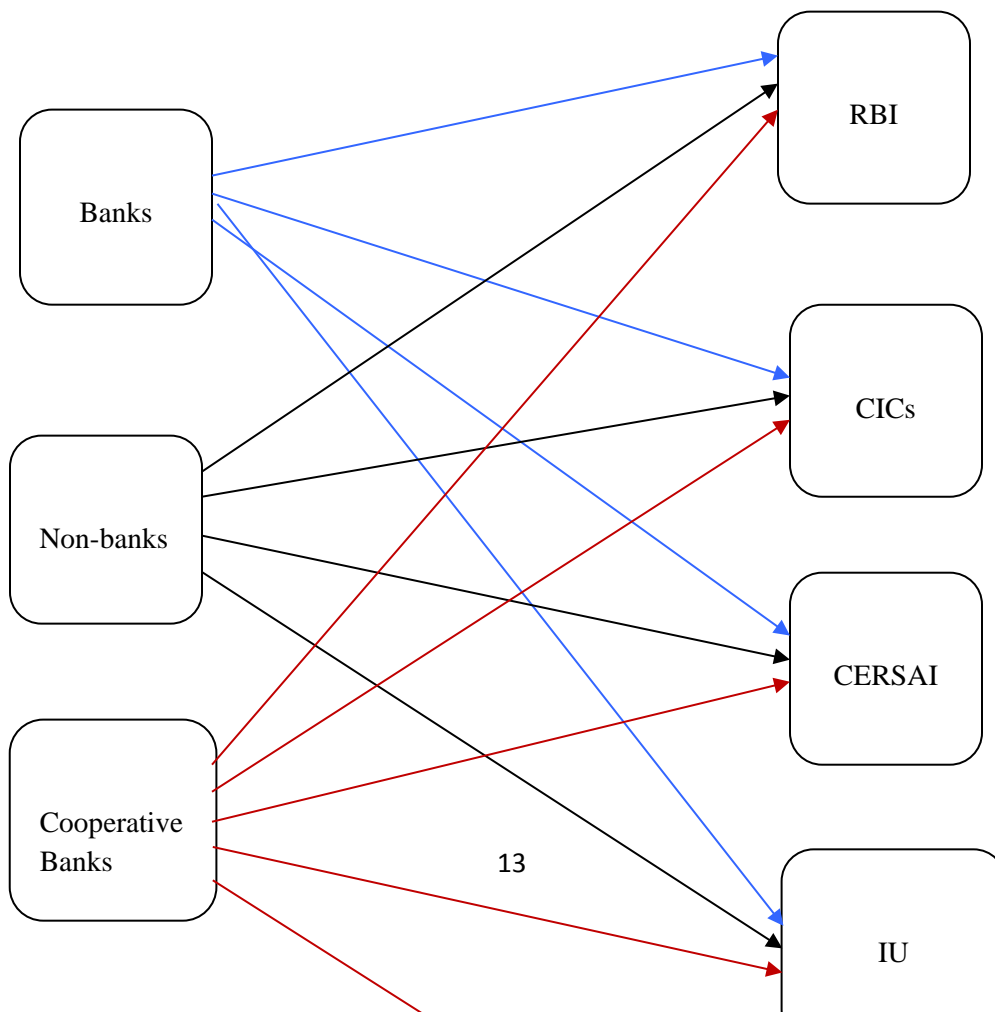 RBI
Banks
CICs
Non-banks
CERSAI
Cooperative
Banks
13
IU